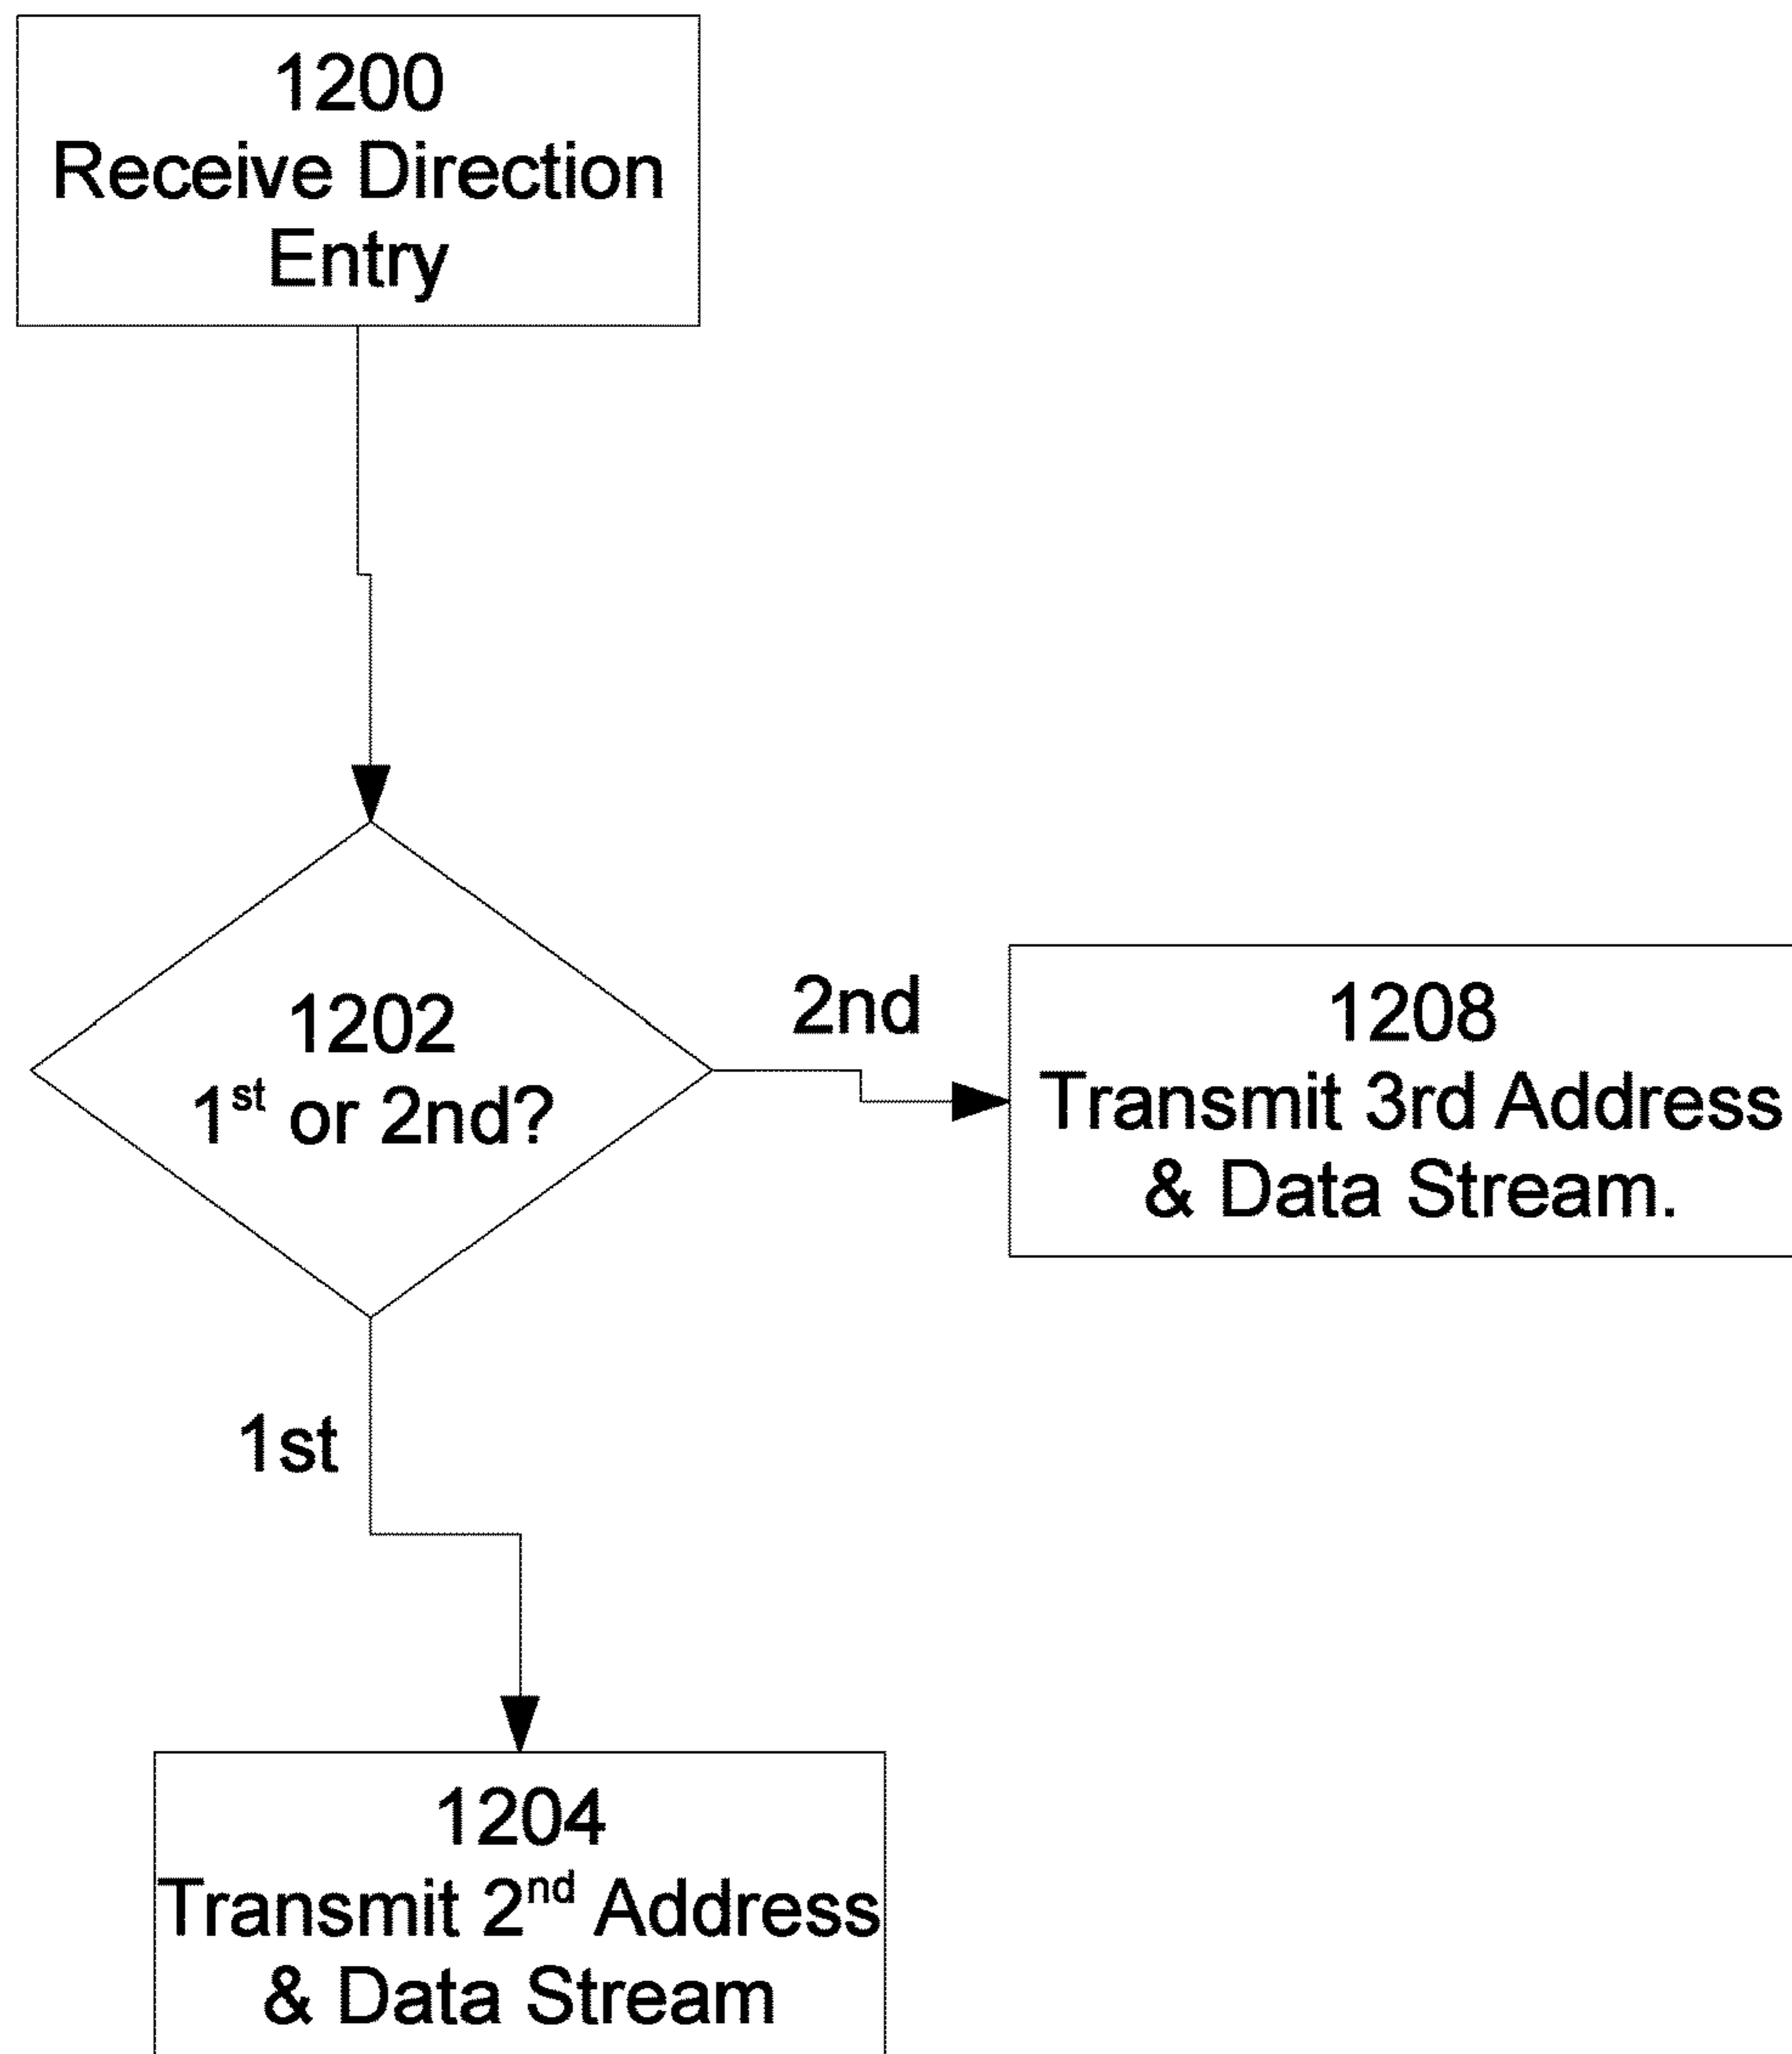 1200
Receive Direction
Entry
1202
1st or 2nd?
2nd
1208
Transmit 3rd Address
& Data Stream.
1st
1204
Transmit 2nd Address
& Data Stream